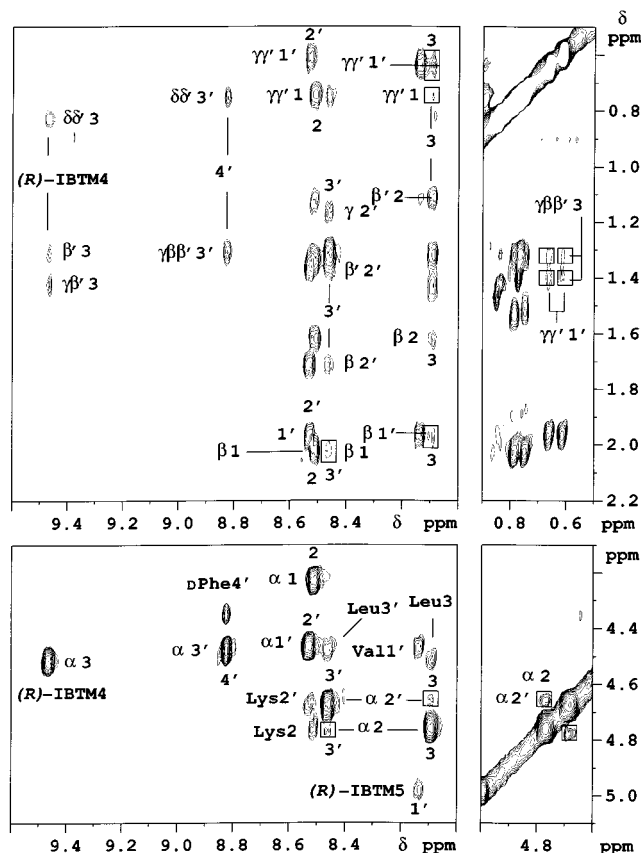 δ
ppm
2' 3
γγ' 1' γγ' 1'
δδ' 3 δδ' 3' γγ' 1 γγ' 1 0.8
2 3
(R)-IBTM4 4' 1.0
3' β' 2 γββ' 3
γ 2' 1.2
β' 3 γββ' 3' β' 2'
γβ' 3 1.4
3' γγ' 1'
β 2 1.6
β 2' 3
1.8
2'
1' β 1' 2.0
β 1 β 1 3
2 3'
2.2
9.4 9.2 9.0 8.8 8.6 8.4 δ ppm 0.8 0.6 ppm
2
DPhe4' α 1 Leu3' Leu3 4.2
2'
α 3 α 3' α1' Val1' α 2 4.4
(R)-IBTM4 4' 3' 3 α 2'
Lys2' α 2' 4.6
Lys2 α 2
3' 3 4.8
(R)-IBTM5
1' 5.0
9.4 9.2 9.0 8.8 8.6 8.4 δ ppm 4.8 ppm